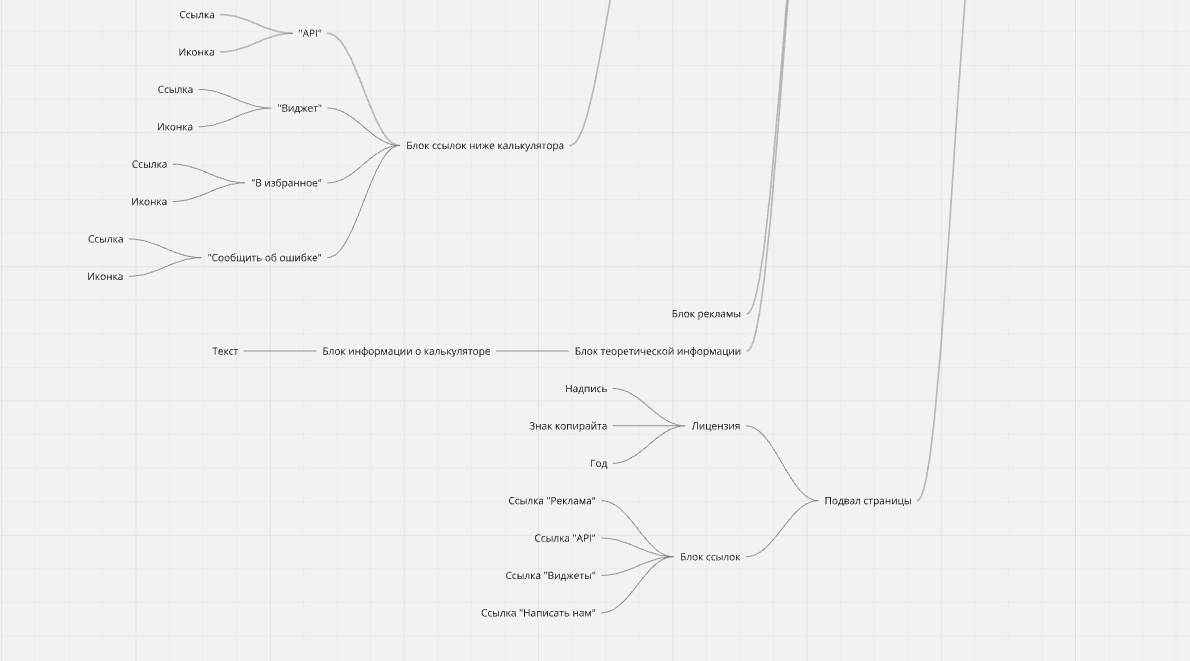 Ссылка
"API"
Иконка
Ссылка
"Виджет"
Иконка
Блок ссылок ниже калькулятора
Ссылка
"В избранное"
Иконка
Ссылка
"Сообщить об ошибке"
Иконка
Блок рекламы
Текст
Блок информации о калькуляторе
Блок теоретической информации
Надпись
Знак копирайта
Лицензия
Год
Подвал страницы
Ссылка "Реклама"
Ссылка "API"
Блок ссылок
Ссылка "Виджеты"
Ссылка "Написать нам"